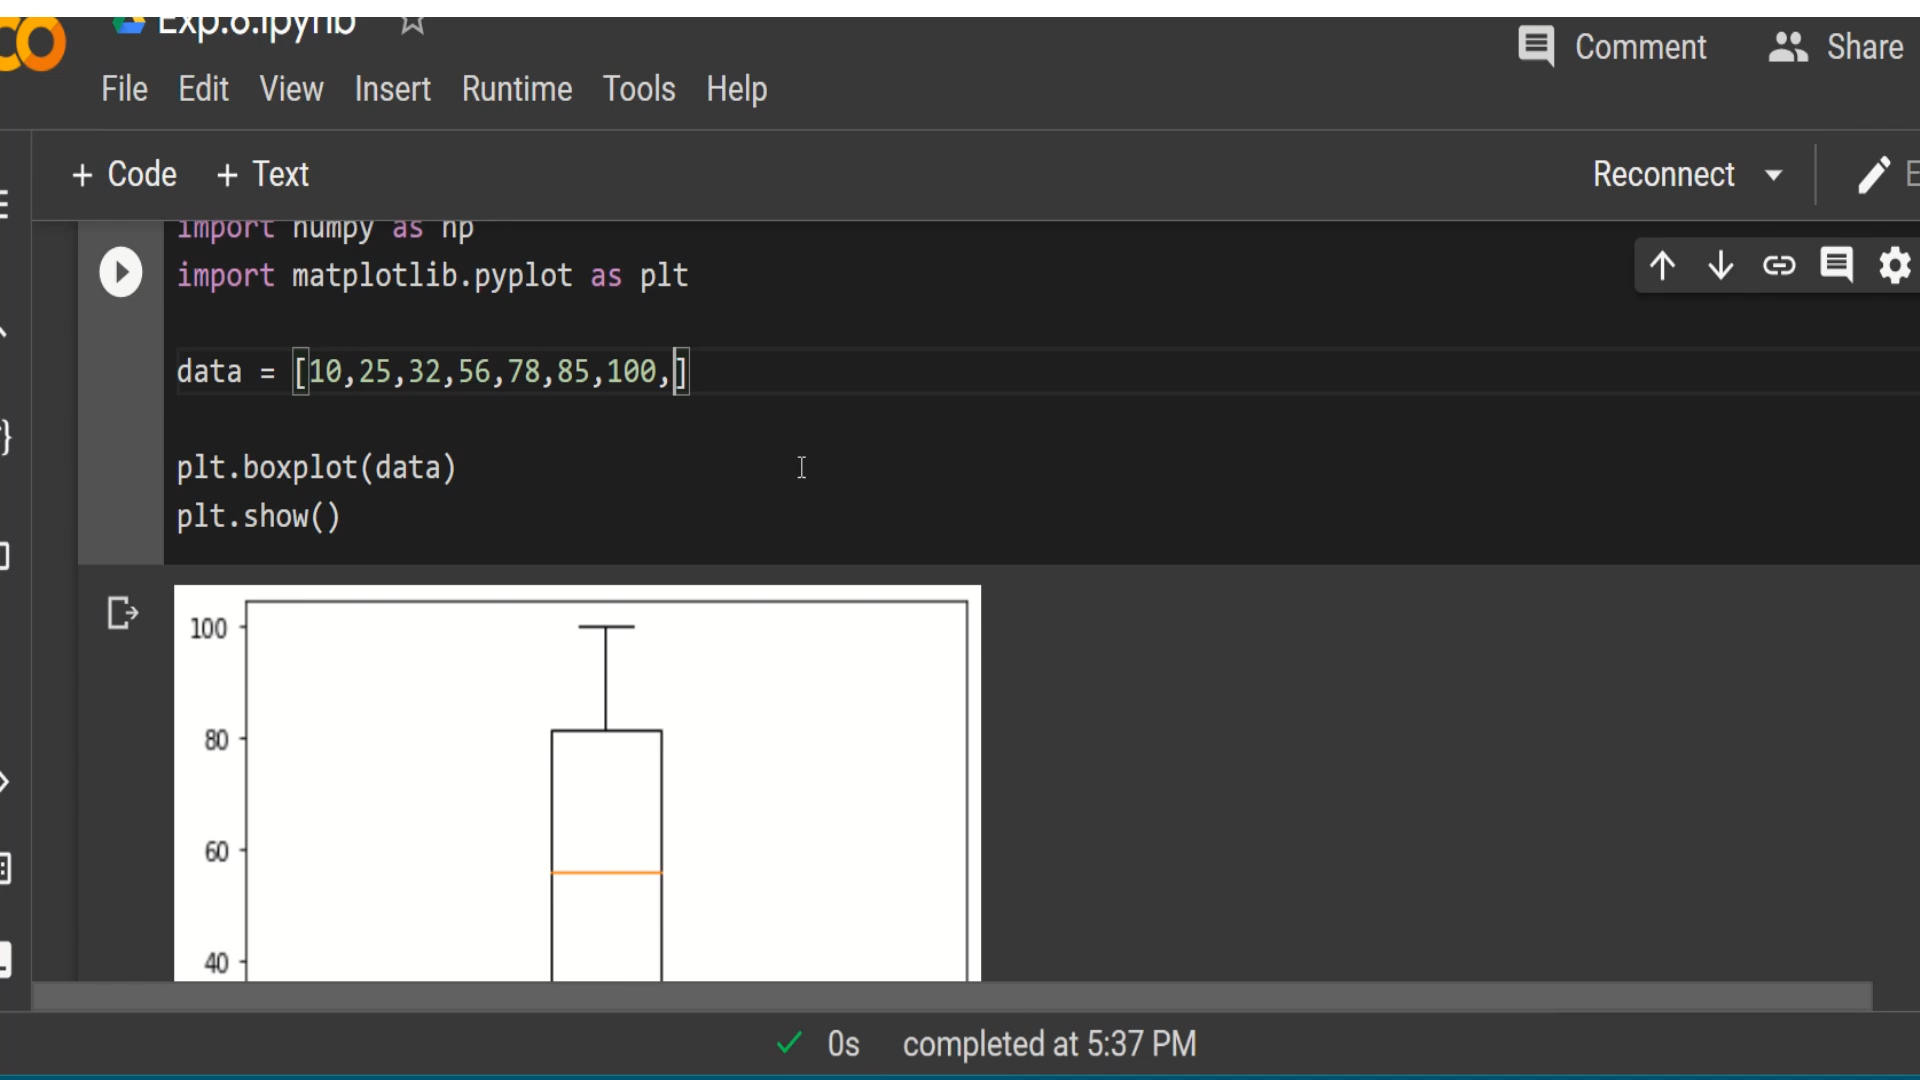 Exp.6.ipynb
Comment Share
File Edit View Insert Runtime Tools Help
+ Code + Text
Reconnect
import numpy as np
import matplotlib.pyplot as plt
data = [10,25,32,56,78,85,100,]
plt.boxplot(data)
plt.show()
100
80
60
40
0s completed at 5:37 PM